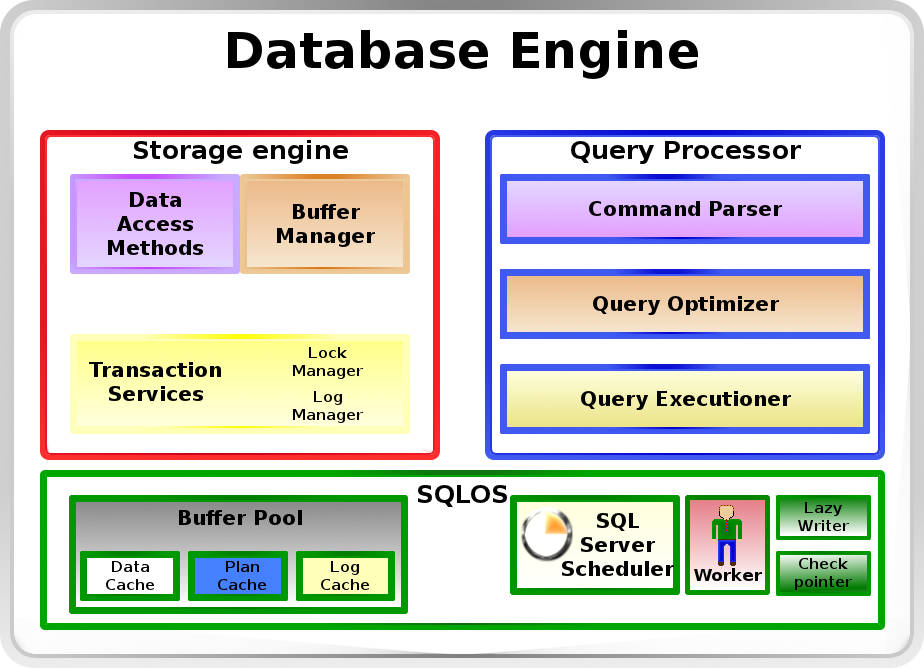 Database Engine
Storage engine
Data
Access
Methods
Buffer
Manager
Transaction
Services
Lock
Manager
Log
Manager
Query Processor
Command Parser
Query Optimizer
Query Executioner
SQLOS
Buffer Pool
Data
Cache
Plan
Cache
Log
Cache
SQL
Server
Scheduler
Worker
Lazy
Writer
Check
pointer